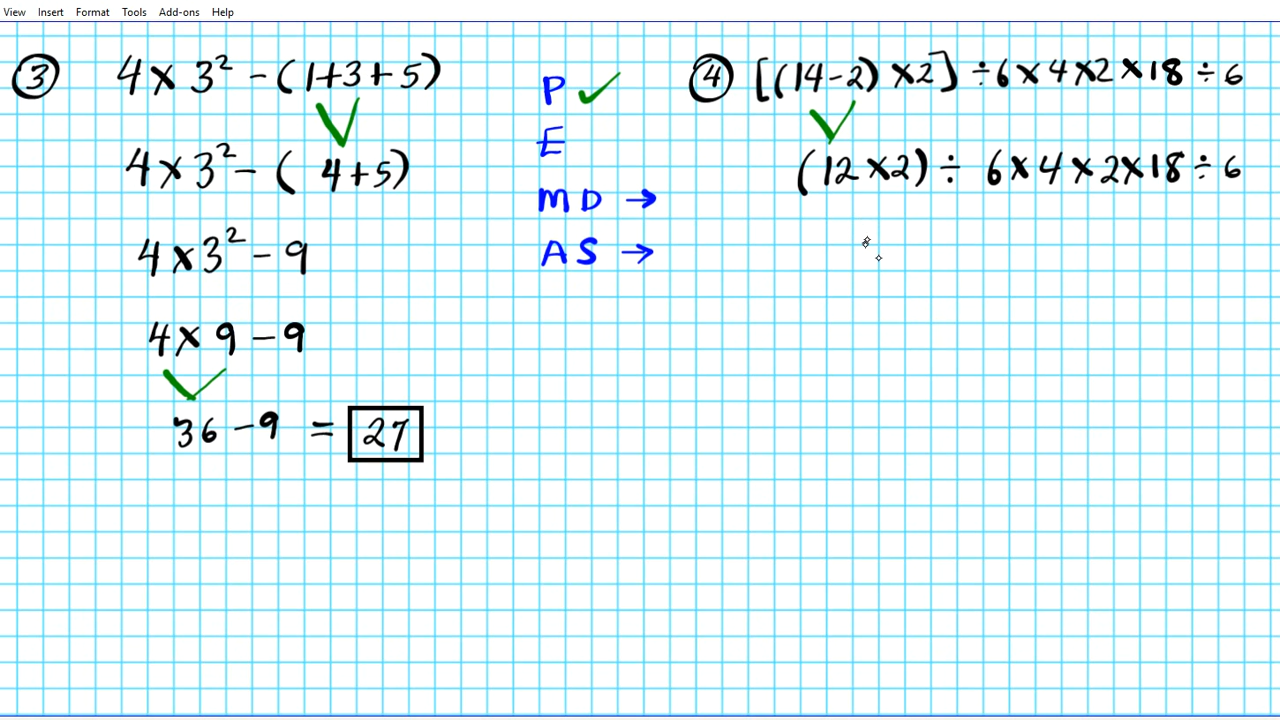 View Insert Format Tools Add-ons Help
③ 4 × 3² - (1+3+5)
4 × 3² - ( 4+5)
4 × 3² - 9
4 × 9 - 9
36 - 9 = 27
P ✓
E
M D →
A S →
④ [(14-2) ×2] ÷6×4×2×18÷6
(12 ×2) ÷ 6×4×2×18÷6